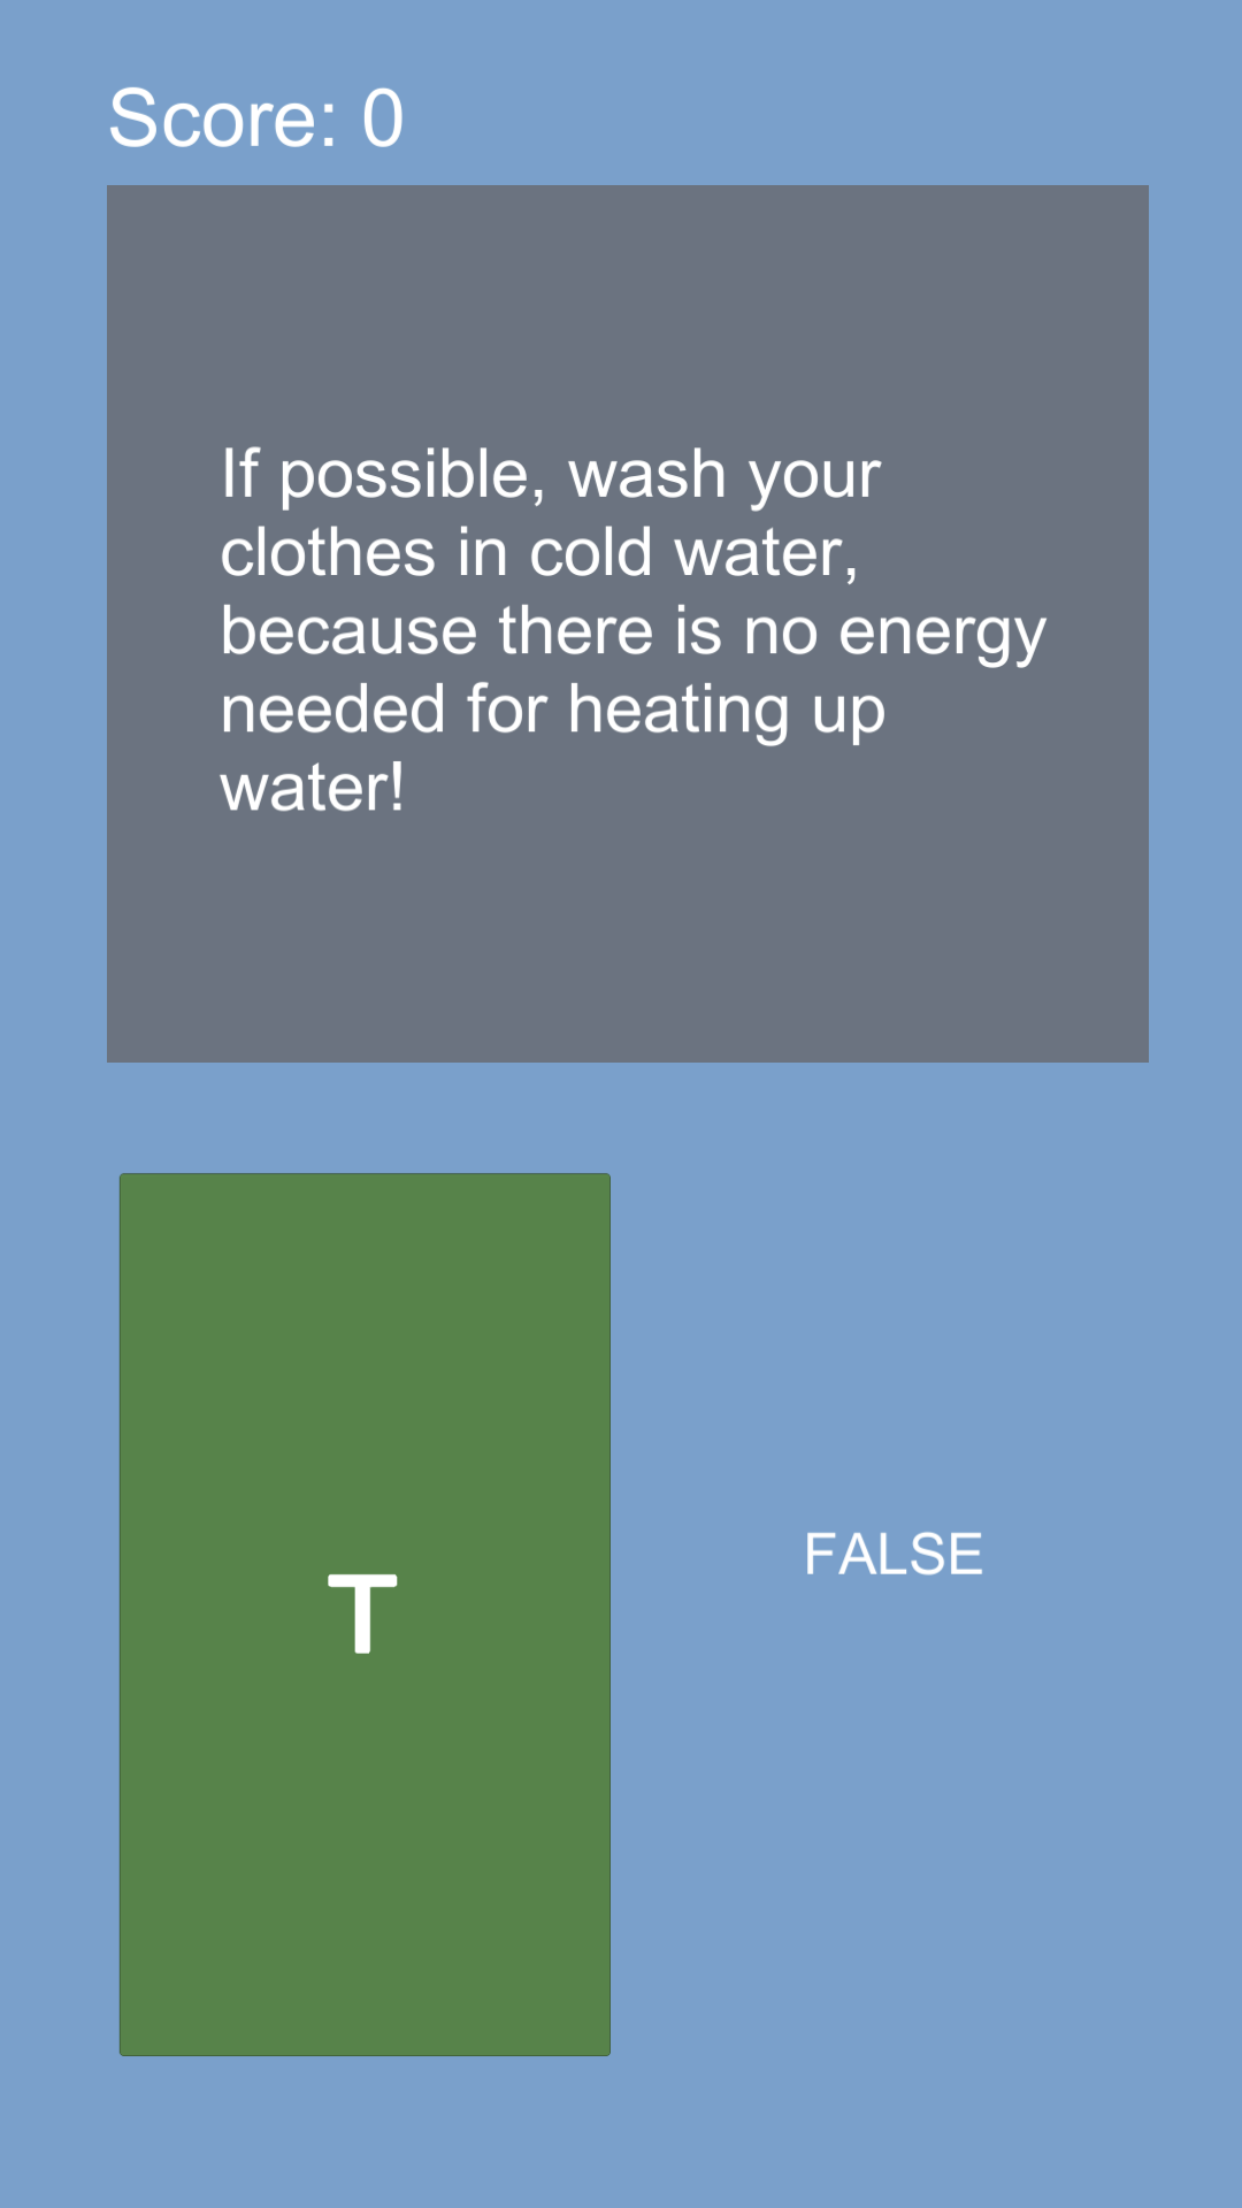 Score: 0
If possible, wash your
clothes in cold water,
because there is no energy
needed for heating up
water!
T
FALSE